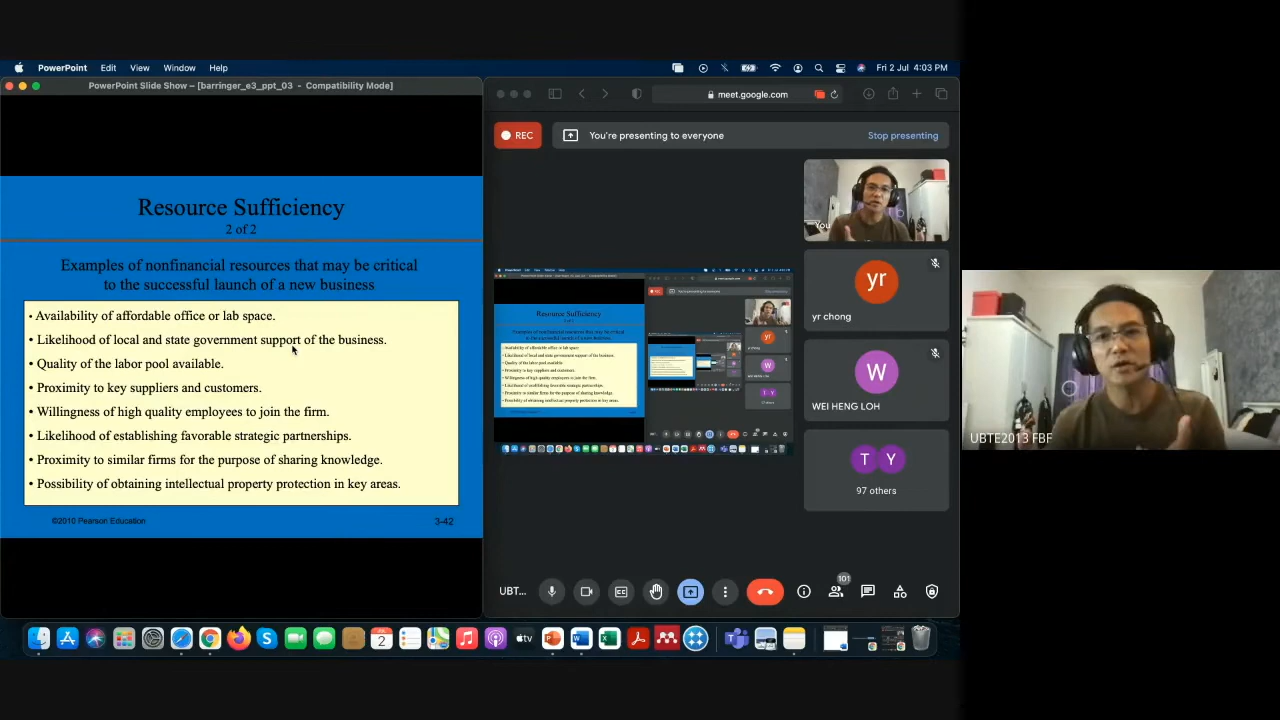 PowerPoint Edit View Window Help
Fri 2 Jul 4:03 PM
PowerPoint Slide Show – [barringer_e3_ppt_03 - Compatibility Mode]
meet.google.com
REC
You're presenting to everyone
Stop presenting
Resource Sufficiency
2 of 2
Examples of nonfinancial resources that may be critical
to the successful launch of a new business
• Availability of affordable office or lab space.
• Likelihood of local and state government support of the business.
• Quality of the labor pool available.
• Proximity to key suppliers and customers.
• Willingness of high quality employees to join the firm.
• Likelihood of establishing favorable strategic partnerships.
• Proximity to similar firms for the purpose of sharing knowledge.
• Possibility of obtaining intellectual property protection in key areas.
©2010 Pearson Education
3-42
You
yr
yr chong
W
WEI HENG LOH
T Y
97 others
UBT...
101
UBTE2013 FBF
tv
2